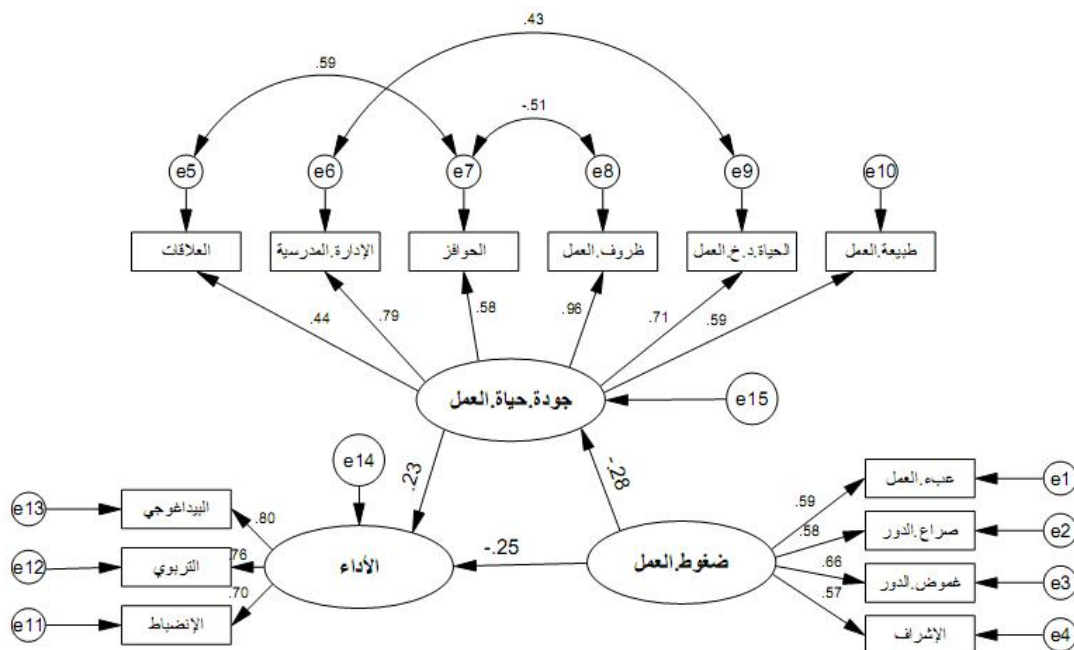 .43
.59
-.51
e5
e6
e7
e8
e9
e10
العلاقات
الإدارة.المدرسية
الحوافز
ظروف.العمل
الحياة.د.خ.العمل
طبيعة.العمل
.44
.79
.58
.96
.71
.59
جودة.حياة.العمل
e15
e14
.23
-.28
e13
البيداغوجي
.80
e12
التربوي
.76
e11
الإنضباط
.70
الأداء
-.25
ضغوط.العمل
.59
عبء.العمل
e1
.58
صراع.الدور
e2
.66
غموض.الدور
e3
.57
الإشراف
e4